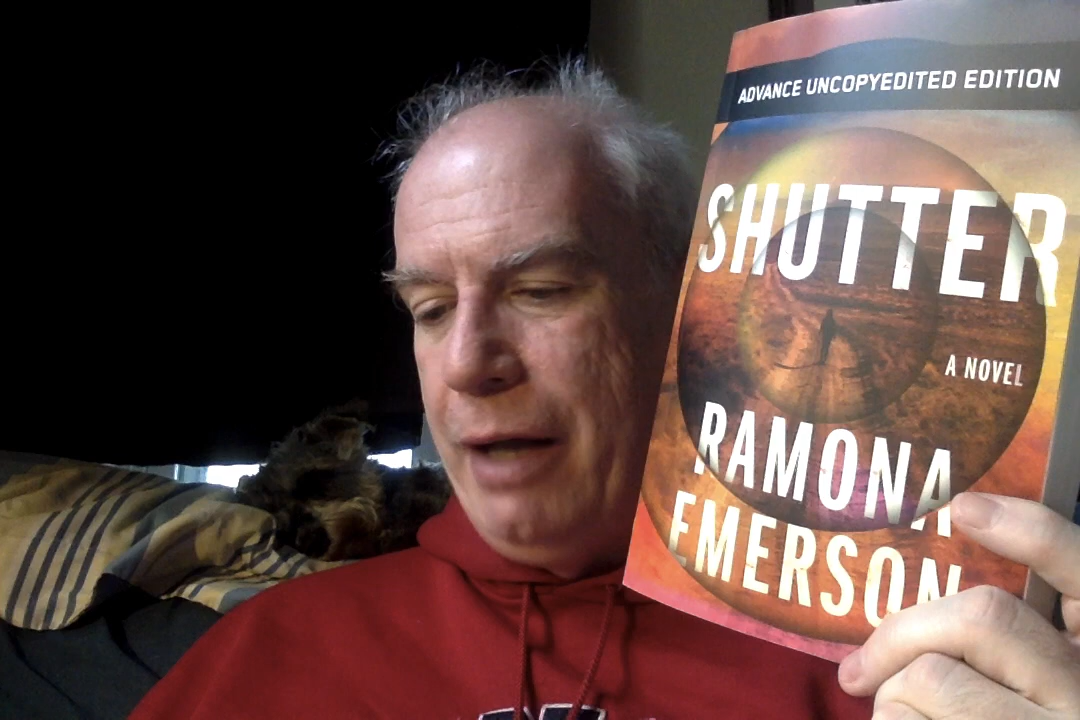 ADVANCE UNCOPYEDITED EDITION
SHUTTER
A NOVEL
RAMONA
EMERSON